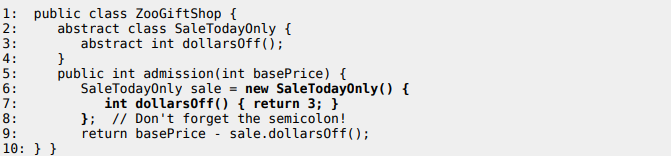 1:  public class ZooGiftShop {
2:     abstract class SaleTodayOnly {
3:        abstract int dollarsOff();
4:     }
5:     public int admission(int basePrice) {
6:        SaleTodayOnly sale = new SaleTodayOnly() {
7:           int dollarsOff() { return 3; }
8:        };  // Don't forget the semicolon!
9:        return basePrice - sale.dollarsOff();
10: } }